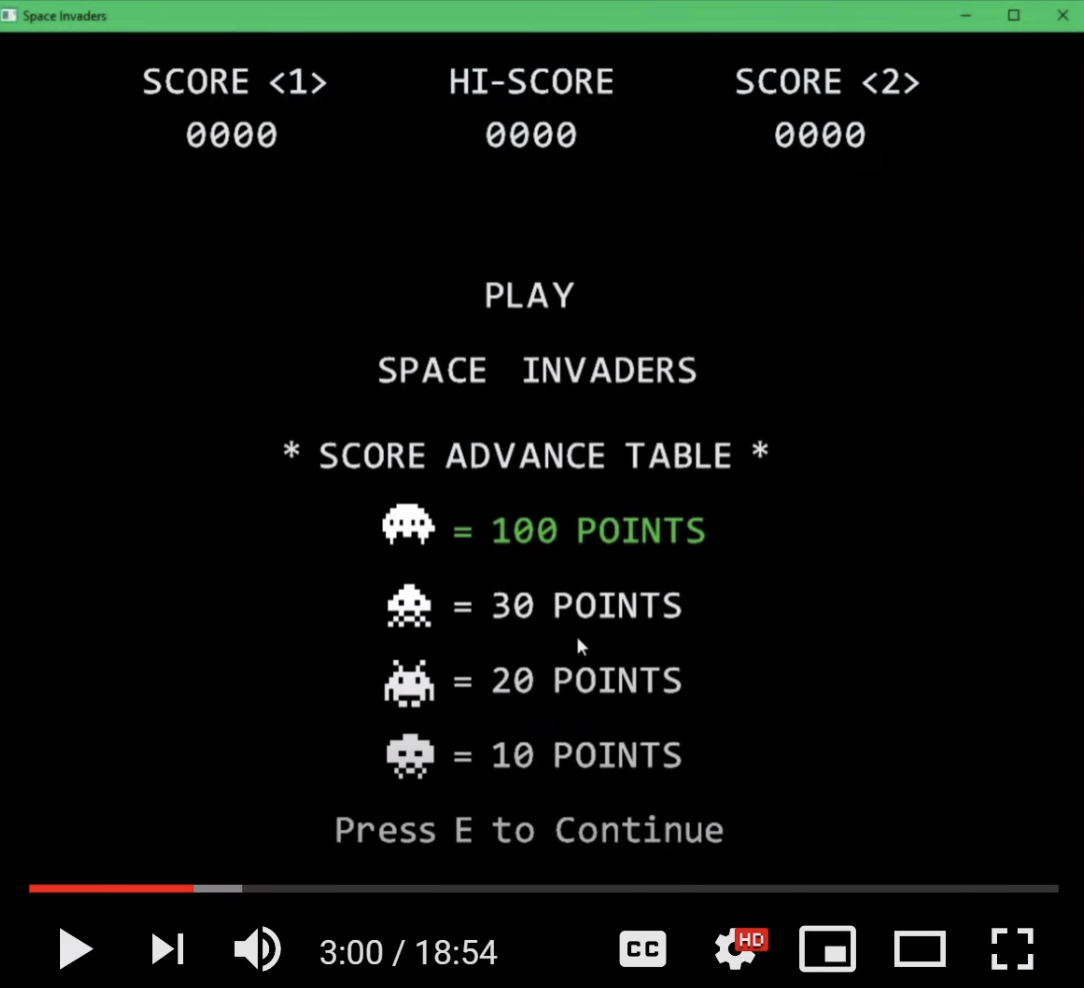 Space Invaders
SCORE <1> HI-SCORE SCORE <2>
0000 0000 0000
PLAY
SPACE INVADERS
* SCORE ADVANCE TABLE *
= 100 POINTS
= 30 POINTS
= 20 POINTS
= 10 POINTS
Press E to Continue
3:00 / 18:54 CC HD